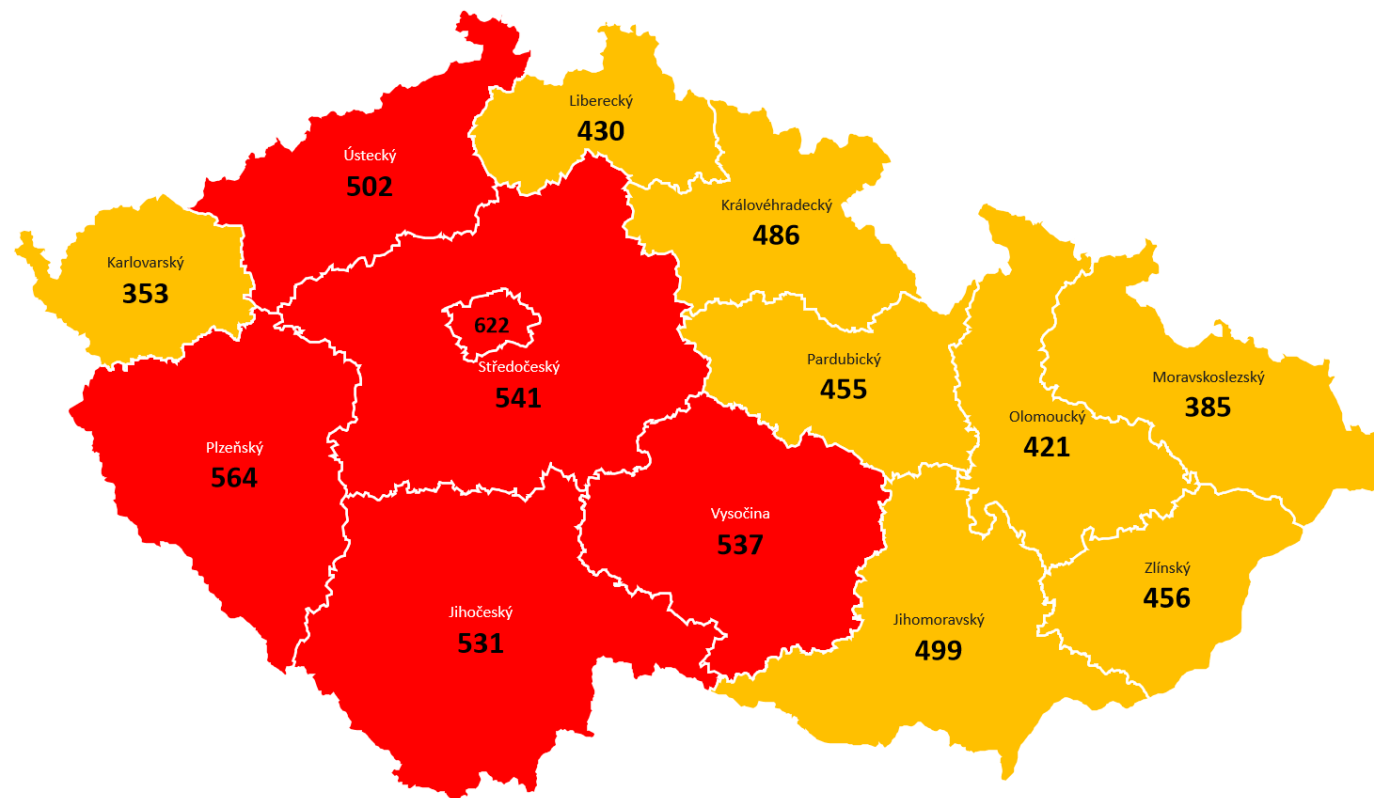 Liberecký
430
Ústecký
502
Královéhradecký
486
Karlovarský
353
622
Středočeský
541
Pardubický
455
Moravskoslezský
385
Olomoucký
421
Plzeňský
564
Vysočina
537
Zlínský
456
Jihočeský
531
Jihomoravský
499